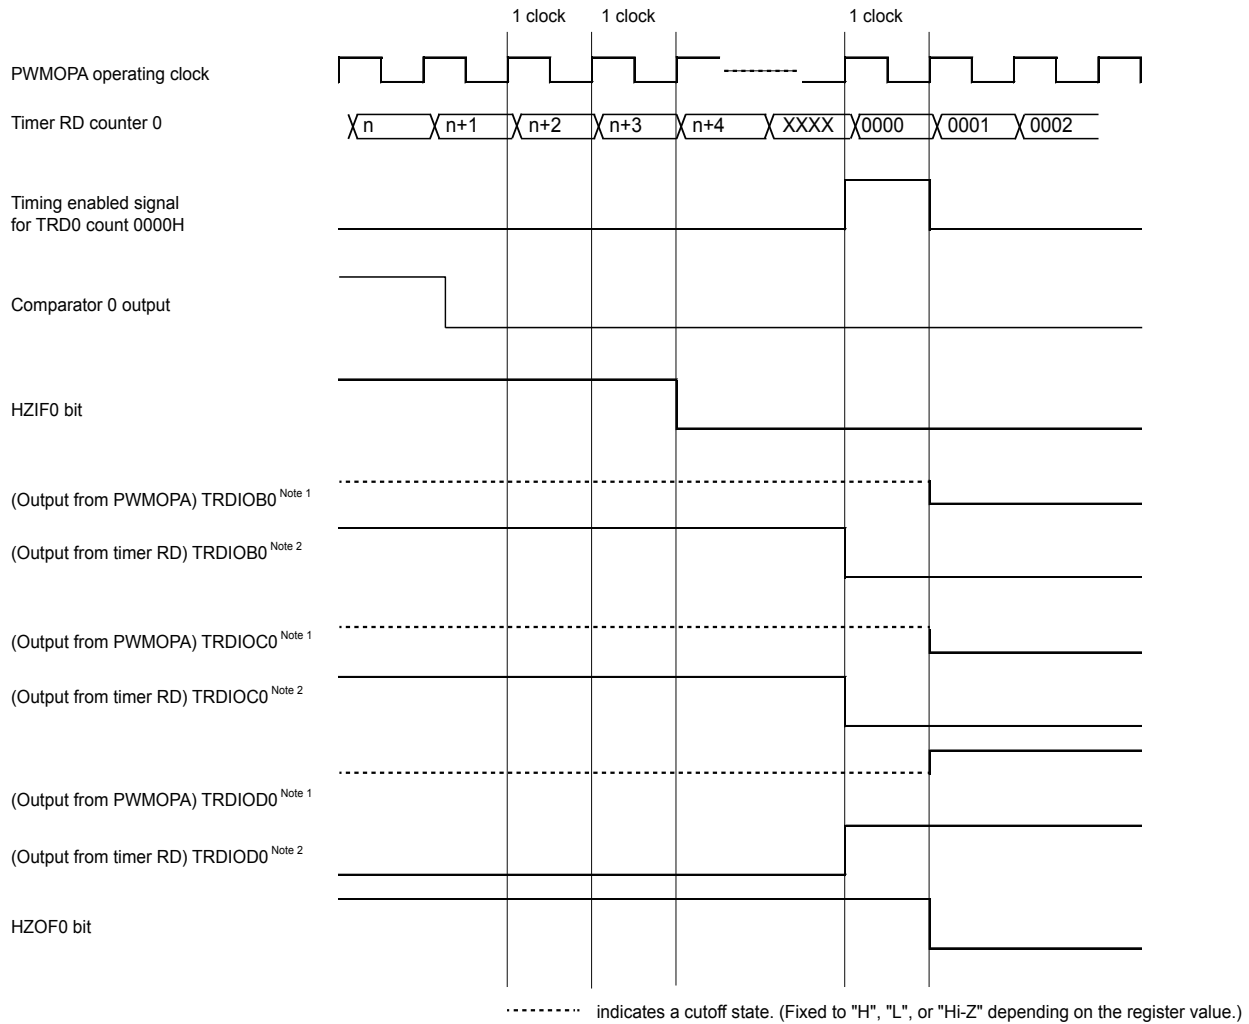 1 clock 1 clock 1 clock
PWMOPA operating clock
Timer RD counter 0
n n+1 n+2 n+3 n+4 XXXX 0000 0001 0002
Timing enabled signal
for TRD0 count 0000H
Comparator 0 output
HZIF0 bit
(Output from PWMOPA) TRDIOB0 Note 1
(Output from timer RD) TRDIOB0 Note 2
(Output from PWMOPA) TRDIOC0 Note 1
(Output from timer RD) TRDIOC0 Note 2
(Output from PWMOPA) TRDIOD0 Note 1
(Output from timer RD) TRDIOD0 Note 2
HZOF0 bit
indicates a cutoff state. (Fixed to "H", "L", or "Hi-Z" depending on the register value.)